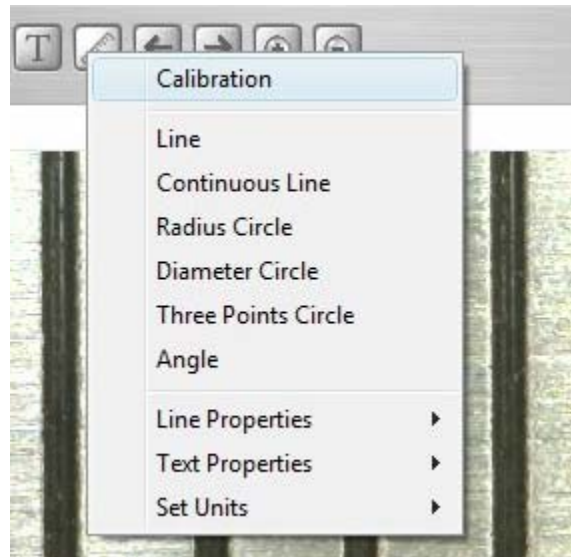 T
Calibration
Line
Continuous Line
Radius Circle
Diameter Circle
Three Points Circle
Angle
Line Properties
Text Properties
Set Units